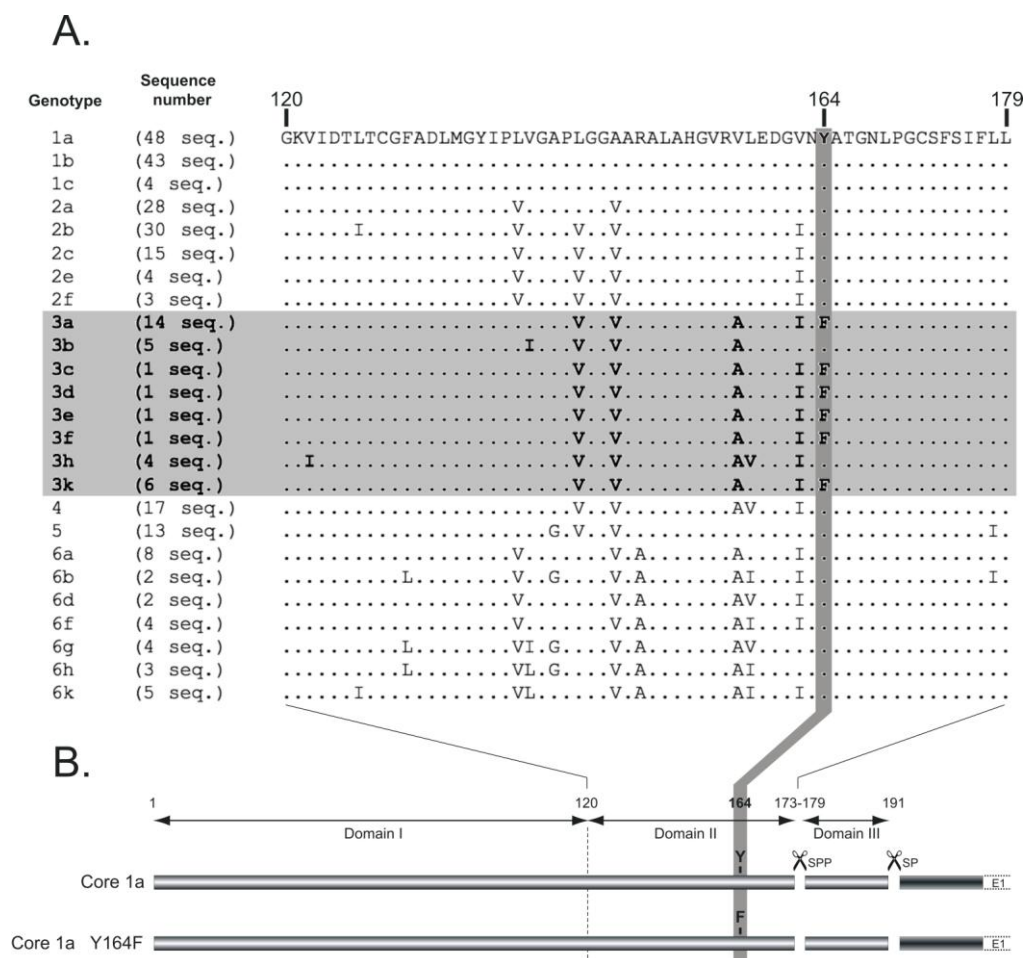 A.
Genotype Sequence number 120 164 179
1a (48 seq.) GKVIDTLTCGFADLMGYIPLVGAPLGGAARALAHGVRVLEDGVNYATGNLPGCSFSIFLL
1b (43 seq.) ............................................................
1c (4 seq.) ............................................................
2a (28 seq.) ...................V.......V................................
2b (30 seq.) ......I............V....V..V..............I.................
2c (15 seq.) ...................V....V..V..............I.................
2e (4 seq.) ...................V....V..V..............I.................
2f (3 seq.) ...................V....V..V..............I.................
3a (14 seq.) ........................V..V.........A....I.F...............
3b (5 seq.) ....................I...V..V.........A......................
3c (1 seq.) ........................V..V.........A....I.F...............
3d (1 seq.) ........................V..V.........A....I.F...............
3e (1 seq.) ........................V..V.........A....I.F...............
3f (1 seq.) ........................V..V.........A....I.F...............
3h (4 seq.) ..I.....................V..V.........AV...I.................
3k (6 seq.) ........................V..V.........A....I.F...............
4 (17 seq.) ........................V..V.........AV...I.................
5 (13 seq.) ......................G.V..V..............................I.
6a (8 seq.) ...................V.......V.A.......A....I.................
6b (2 seq.) ..........L........V..G....V.A.......AI...I...............I.
6d (2 seq.) ...................V.......V.A.......AV...I.................
6f (4 seq.) ...................V.......V.A.......AI...I.................
6g (4 seq.) ..........L........VI.G....V.A.......AV.....................
6h (3 seq.) ..........L........VL.G....V.A.......AI.....................
6k (5 seq.) ......I............VL......V.A.......AI...I.................
B.
1 120 164 173-179 191
Domain I Domain II Domain III
Y SPP SP
Core 1a E1
F
Core 1a Y164F E1